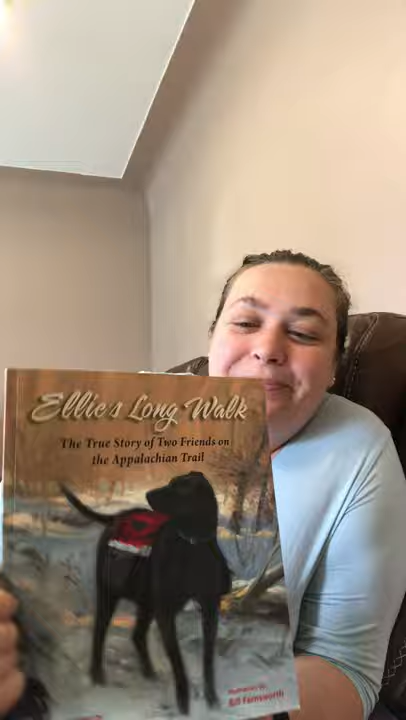 Ellie's Long Walk
The True Story of Two Friends on
the Appalachian Trail
Illustrated by
Bill Farnsworth